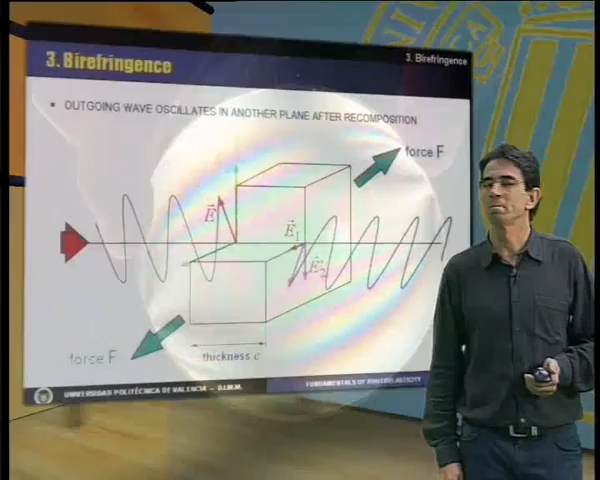 3. Birefringence
3. Birefringence
• OUTGOING WAVE OSCILLATES IN ANOTHER PLANE AFTER RECOMPOSITION
force F
E
E1
E2
force F
thickness e
UNIVERSIDAD POLITÉCNICA DE VALENCIA – D.I.M.M.
FUNDAMENTALS OF PHOTOELASTICITY